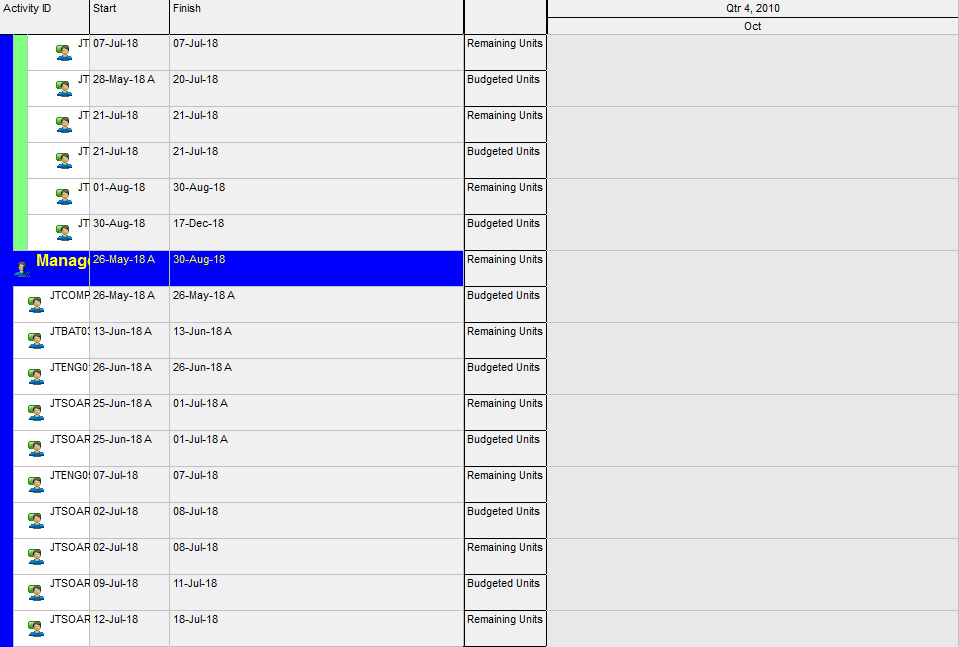 Activity ID Start Finish Qtr 4, 2010
Oct
JT 07-Jul-18 07-Jul-18 Remaining Units
JT 28-May-18 A 20-Jul-18 Budgeted Units
JT 21-Jul-18 21-Jul-18 Remaining Units
JT 21-Jul-18 21-Jul-18 Budgeted Units
JT 01-Aug-18 30-Aug-18 Remaining Units
JT 30-Aug-18 17-Dec-18 Budgeted Units
Manag 26-May-18 A 30-Aug-18 Remaining Units
JTCOMP 26-May-18 A 26-May-18 A Budgeted Units
JTBAT03 13-Jun-18 A 13-Jun-18 A Remaining Units
JTENG0 26-Jun-18 A 26-Jun-18 A Budgeted Units
JTSOAR 25-Jun-18 A 01-Jul-18 A Remaining Units
JTSOAR 25-Jun-18 A 01-Jul-18 A Budgeted Units
JTENG0 07-Jul-18 07-Jul-18 Remaining Units
JTSOAR 02-Jul-18 08-Jul-18 Budgeted Units
JTSOAR 02-Jul-18 08-Jul-18 Remaining Units
JTSOAR 09-Jul-18 11-Jul-18 Budgeted Units
JTSOAR 12-Jul-18 18-Jul-18 Remaining Units